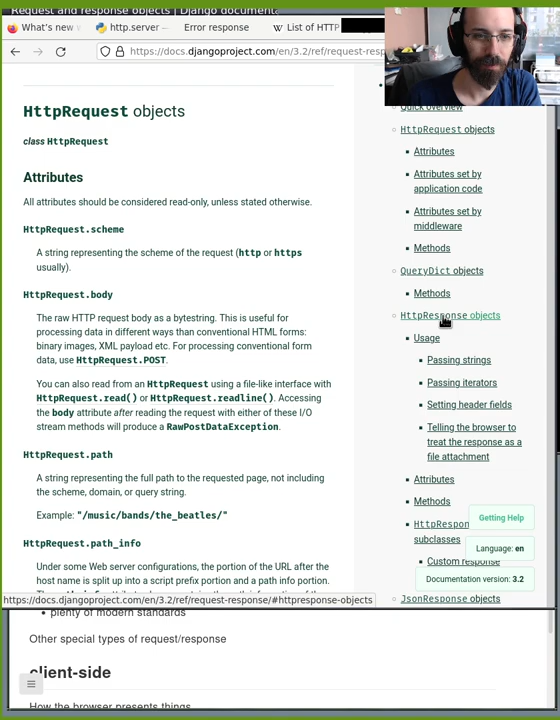 Request and response objects | Django documenta
What's new
http.server
Error response
List of HTTP
https://docs.djangoproject.com/en/3.2/ref/request-resp
HttpRequest objects
class HttpRequest
Attributes
All attributes should be considered read-only, unless stated otherwise.
HttpRequest.scheme
A string representing the scheme of the request (http or https
usually).
HttpRequest.body
The raw HTTP request body as a bytestring. This is useful for
processing data in different ways than conventional HTML forms:
binary images, XML payload etc. For processing conventional form
data, use HttpRequest.POST.
You can also read from an HttpRequest using a file-like interface with
HttpRequest.read() or HttpRequest.readline(). Accessing
the body attribute after reading the request with either of these I/O
stream methods will produce a RawPostDataException.
HttpRequest.path
A string representing the full path to the requested page, not including
the scheme, domain, or query string.
Example: "/music/bands/the_beatles/"
HttpRequest.path_info
Under some Web server configurations, the portion of the URL after the
host name is split up into a script prefix portion and a path info portion.
Quick overview
HttpRequest objects
Attributes
Attributes set by
application code
Attributes set by
middleware
Methods
QueryDict objects
Methods
HttpResponse objects
Usage
Passing strings
Passing iterators
Setting header fields
Telling the browser to
treat the response as a
file attachment
Attributes
Methods
HttpRespon
subclasses
Custom response
JsonResponse objects
Getting Help
Language: en
Documentation version: 3.2
https://docs.djangoproject.com/en/3.2/ref/request-response/#httpresponse-objects
plenty of modern standards
Other special types of request/response
client-side
How the browser presents things